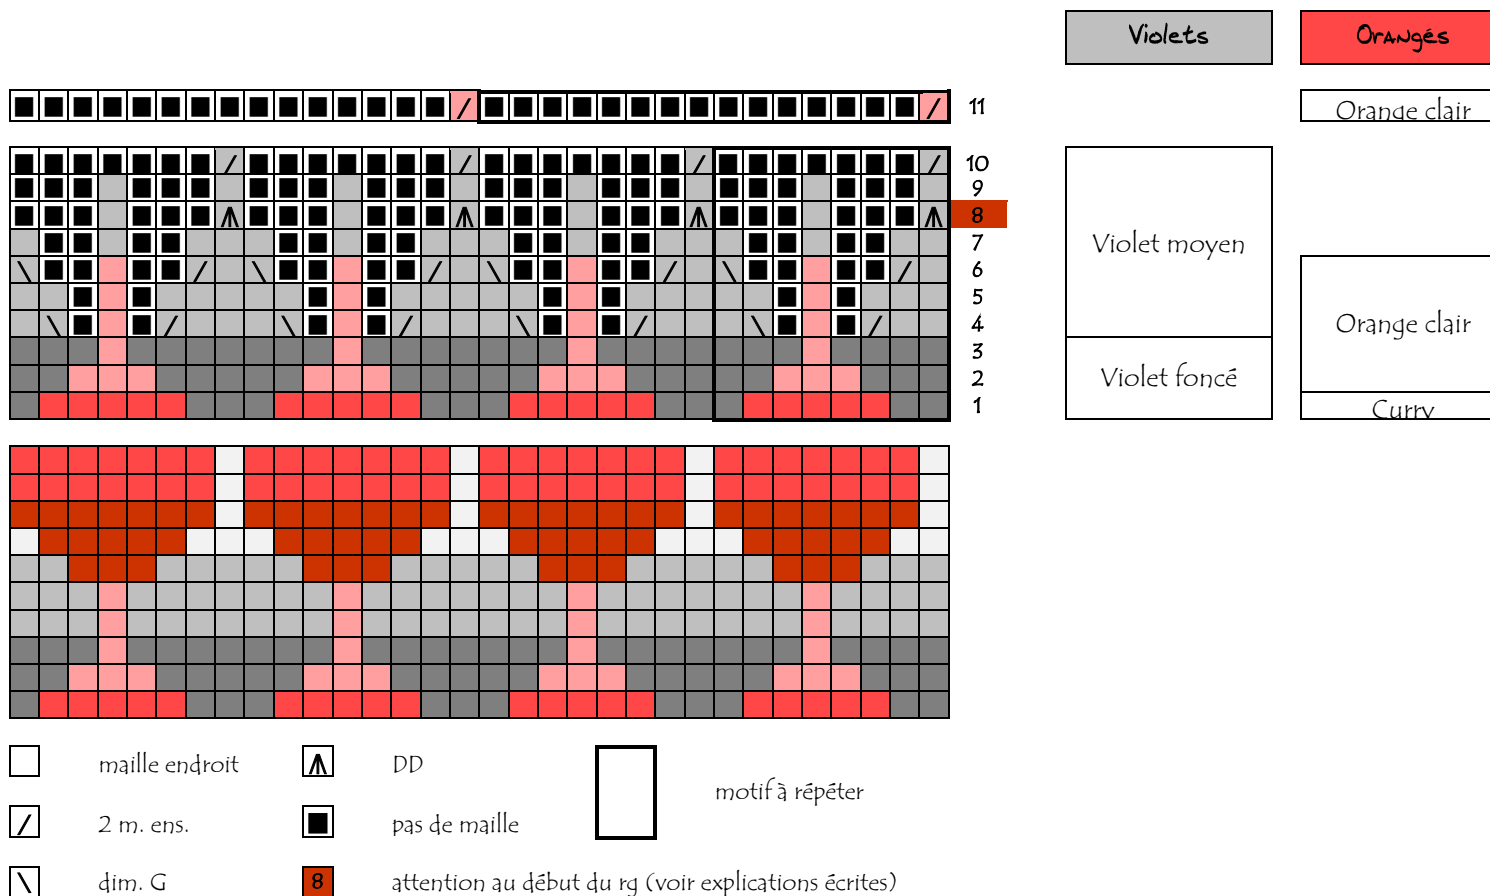 Violets
Orangés
11
Orange clair
10
9
8
7
6
5
4
3
2
1
Violet moyen
Violet foncé
Orange clair
Curry
maille endroit
DD
motif à répéter
2 m. ens.
pas de maille
dim. G
8
attention au début du rg (voir explications écrites)